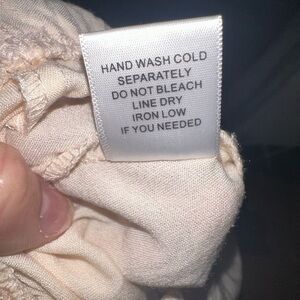 HAND WASH COLD
SEPARATELY
DO NOT BLEACH
LINE DRY
IRON LOW
IF YOU NEEDED